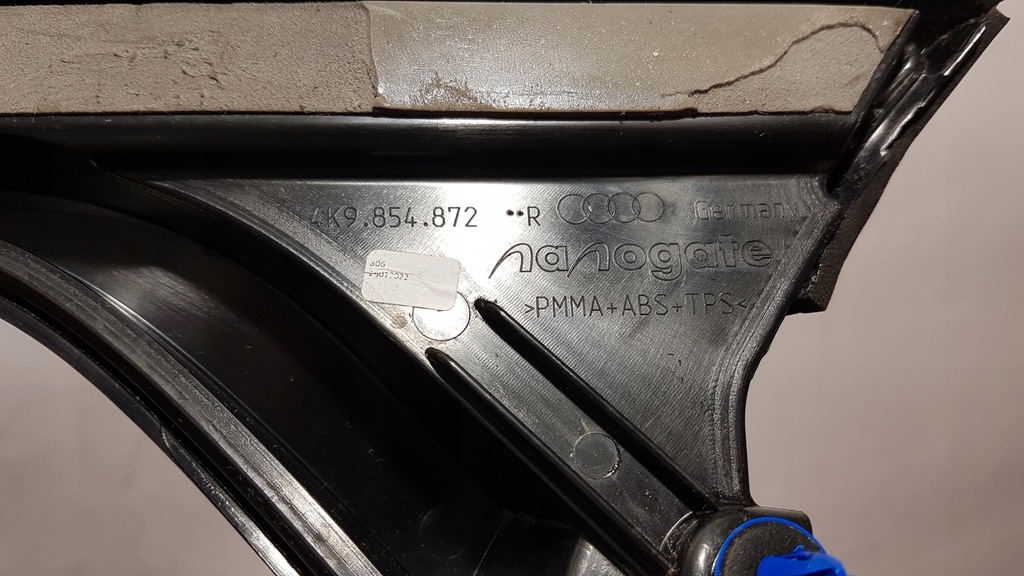 4K9.854.872 R Germany
nanogate
>PMMA+ABS+TPS<